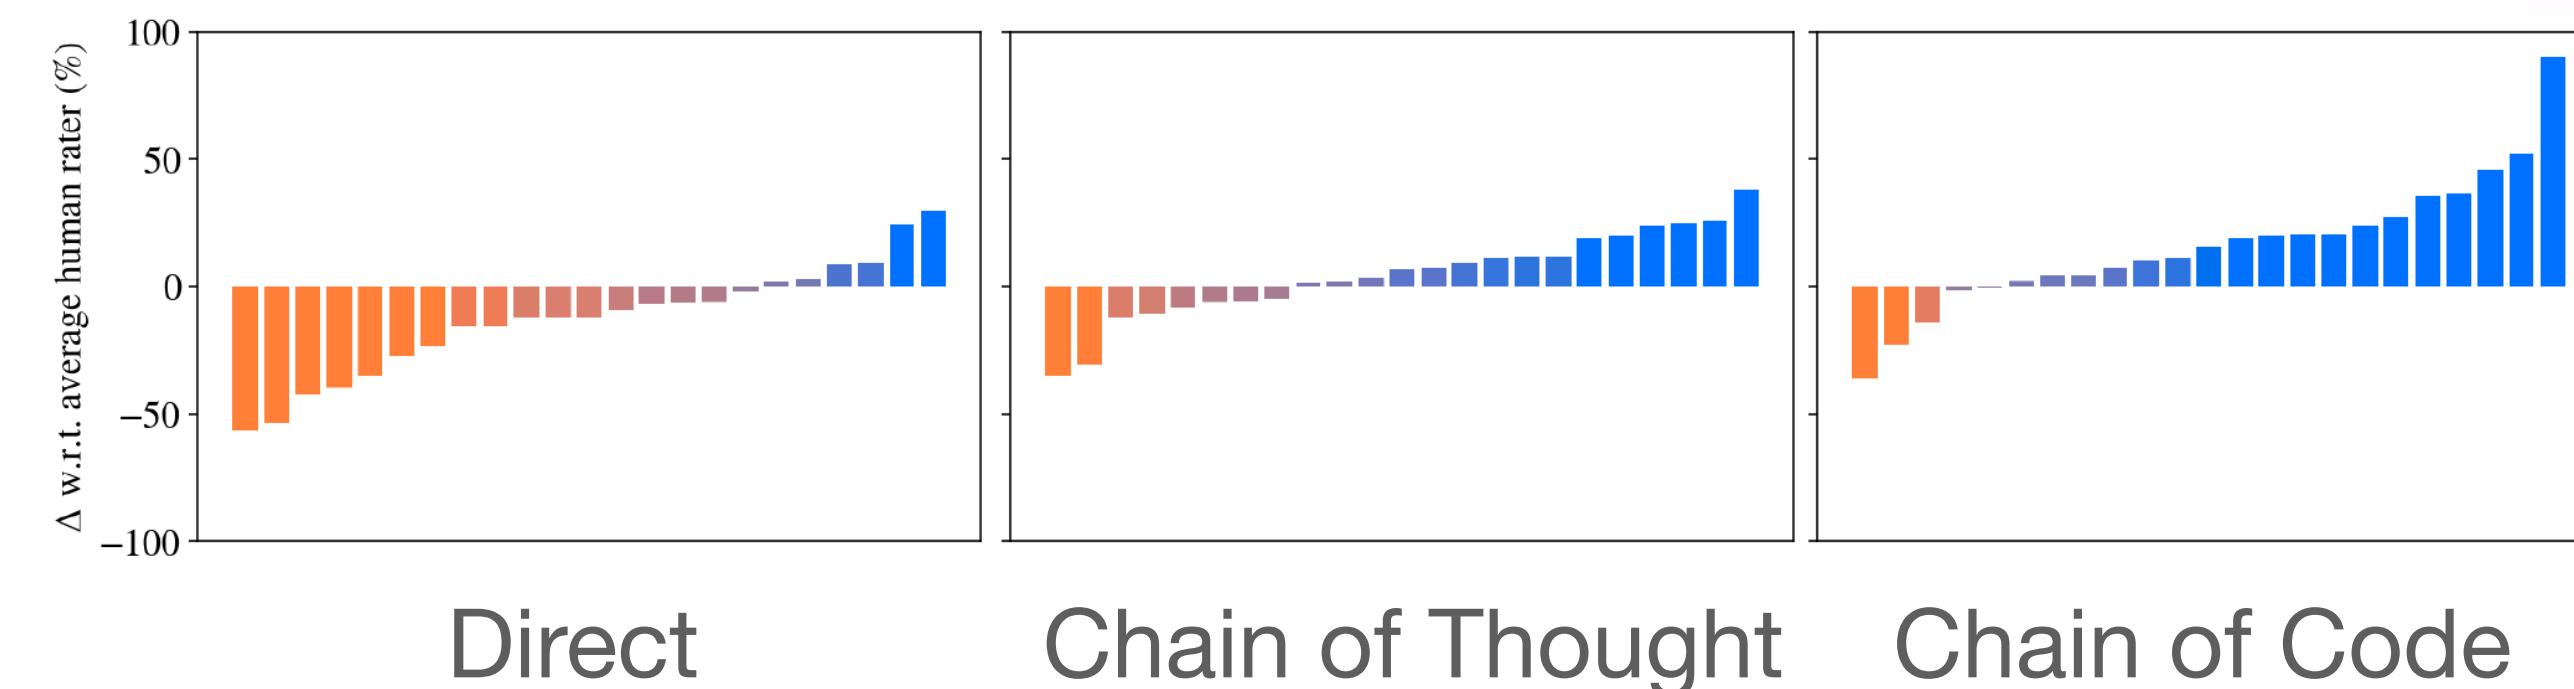 Δ w.r.t. average human rater (%)
100
50
0
−50
−100
Direct
Chain of Thought
Chain of Code